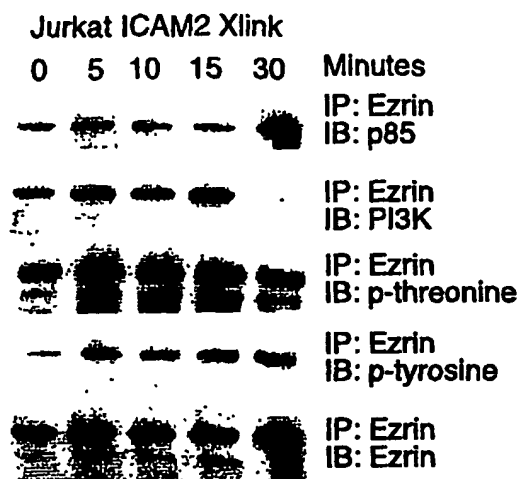 Jurkat ICAM2 Xlink
0 5 10 15 30 Minutes
IP: Ezrin
IB: p85
IP: Ezrin
IB: PI3K
IP: Ezrin
IB: p-threonine
IP: Ezrin
IB: p-tyrosine
IP: Ezrin
IB: Ezrin